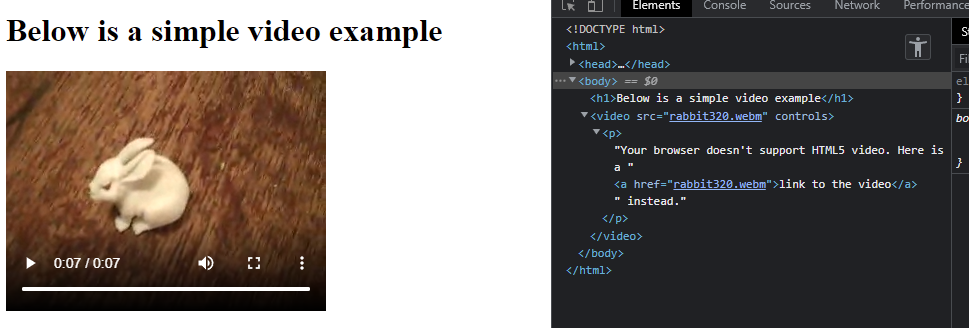 Below is a simple video example
0:07 / 0:07
Elements Console Sources Network Performance
<!DOCTYPE html>
<html>
<head>…</head>
<body> == $0
<h1>Below is a simple video example</h1>
<video src="rabbit320.webm" controls>
<p>
"Your browser doesn't support HTML5 video. Here is
a "
<a href="rabbit320.webm">link to the video</a>
" instead."
</p>
</video>
</body>
</html>
St
Fil
el
}
bo
}